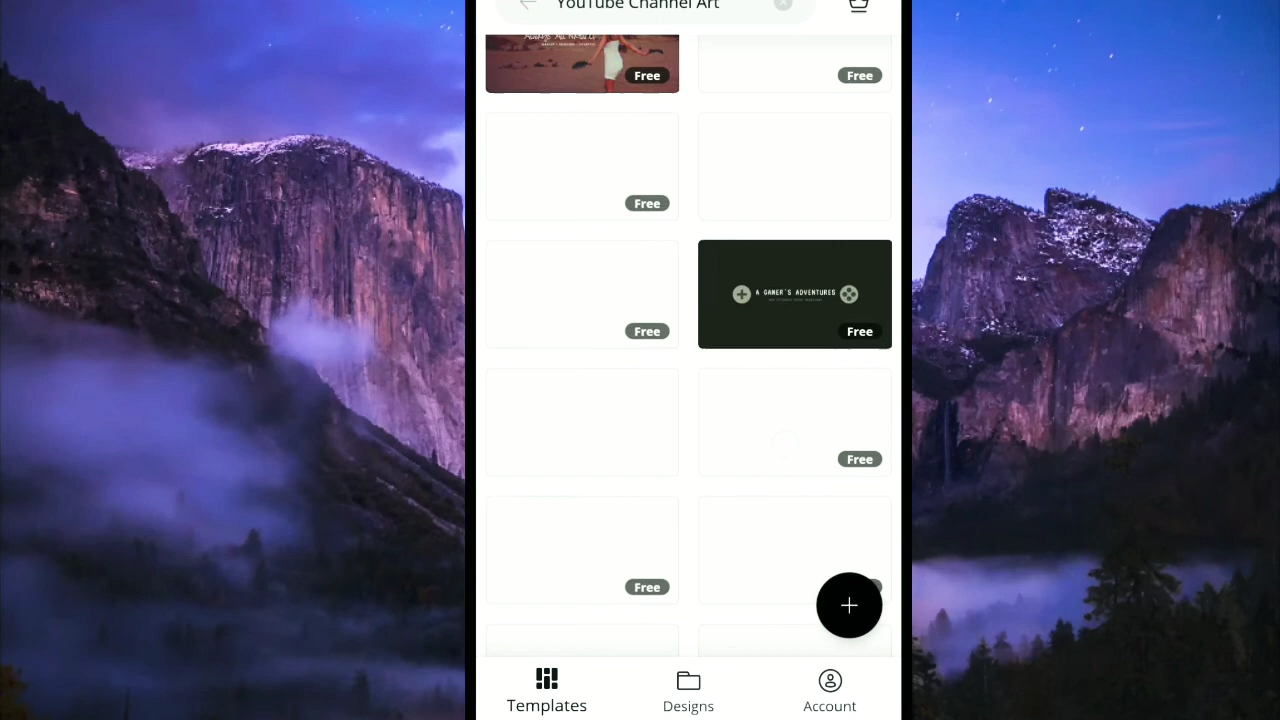 YouTube Channel Art
Free
Free
Free
Free
A GAMER'S ADVENTURES
Free
Free
Free
Templates
Designs
Account